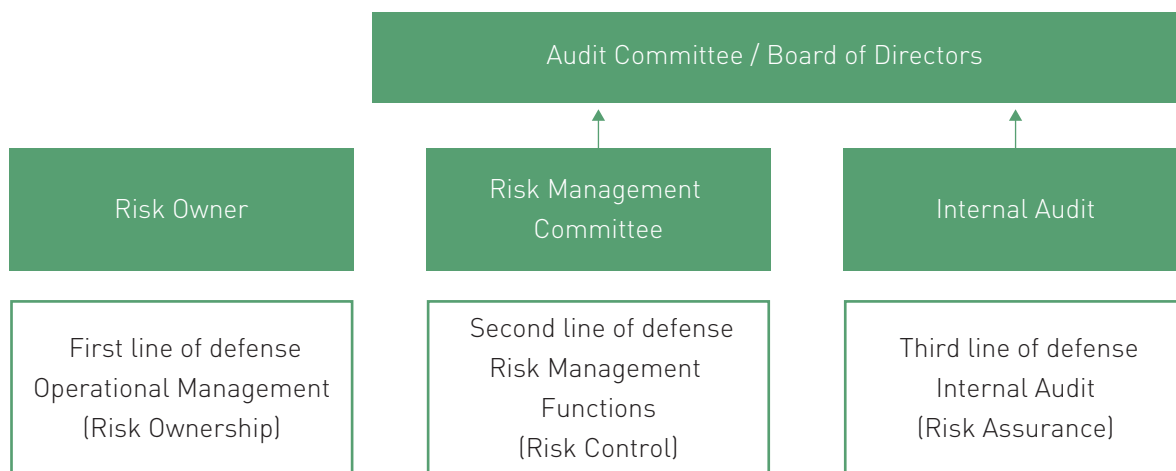 Audit Committee / Board of Directors
Risk Owner
Risk Management
Committee
Internal Audit
First line of defense
Operational Management
(Risk Ownership)
Second line of defense
Risk Management
Functions
(Risk Control)
Third line of defense
Internal Audit
(Risk Assurance)